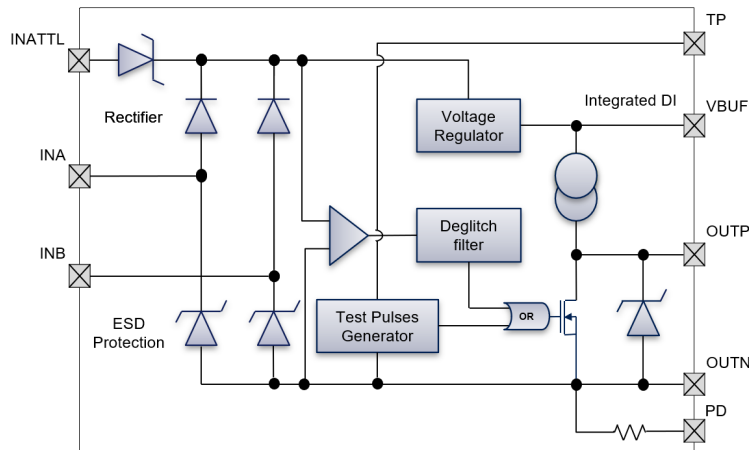 TP
INATTL
Rectifier
Integrated DI
VBUF
Voltage
Regulator
INA
INB
Deglitch
filter
OUTP
ESD
Protection
Test Pulses
Generator
OR
OUTN
PD